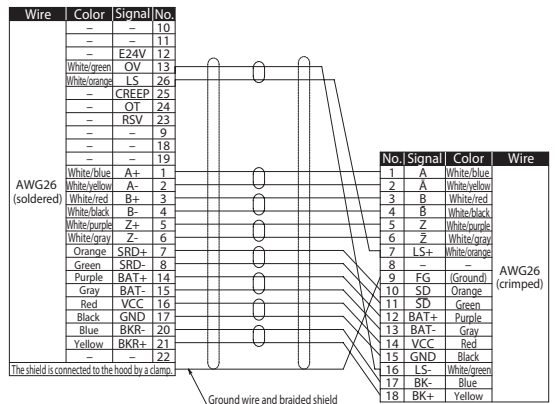 Wire Color Signal No.
– – 10
– – 11
– E24V 12
White/green OV 13
White/orange LS 26
– CREEP 25
– OT 24
– RSV 23
– – 9
– – 18
– – 19
White/blue A+ 1
White/yellow A- 2
White/red B+ 3
White/black B- 4
White/purple Z+ 5
White/gray Z- 6
Orange SRD+ 7
Green SRD- 8
Purple BAT+ 14
Gray BAT- 15
Red VCC 16
Black GND 17
Blue BKR- 20
Yellow BKR+ 21
– – 22
AWG26
(soldered)
The shield is connected to the hood by a clamp.
Ground wire and braided shield
No. Signal Color Wire
1 A White/blue
2 Ā White/yellow
3 B White/red
4 B̄ White/black
5 Z White/purple
6 Z̄ White/gray
7 LS+ White/orange
8 – –
9 FG (Ground)
10 SD Orange
11 S̄D̄ Green
12 BAT+ Purple
13 BAT- Gray
14 VCC Red
15 GND Black
16 LS- White/green
17 BK- Blue
18 BK+ Yellow
AWG26
(crimped)